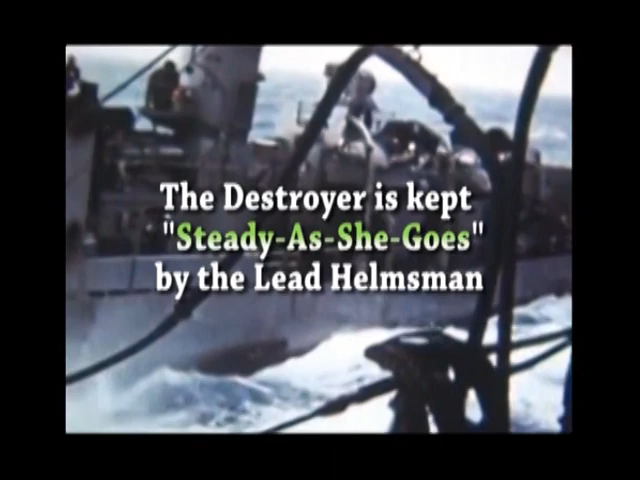 The Destroyer is kept
"Steady-As-She-Goes"
by the Lead Helmsman